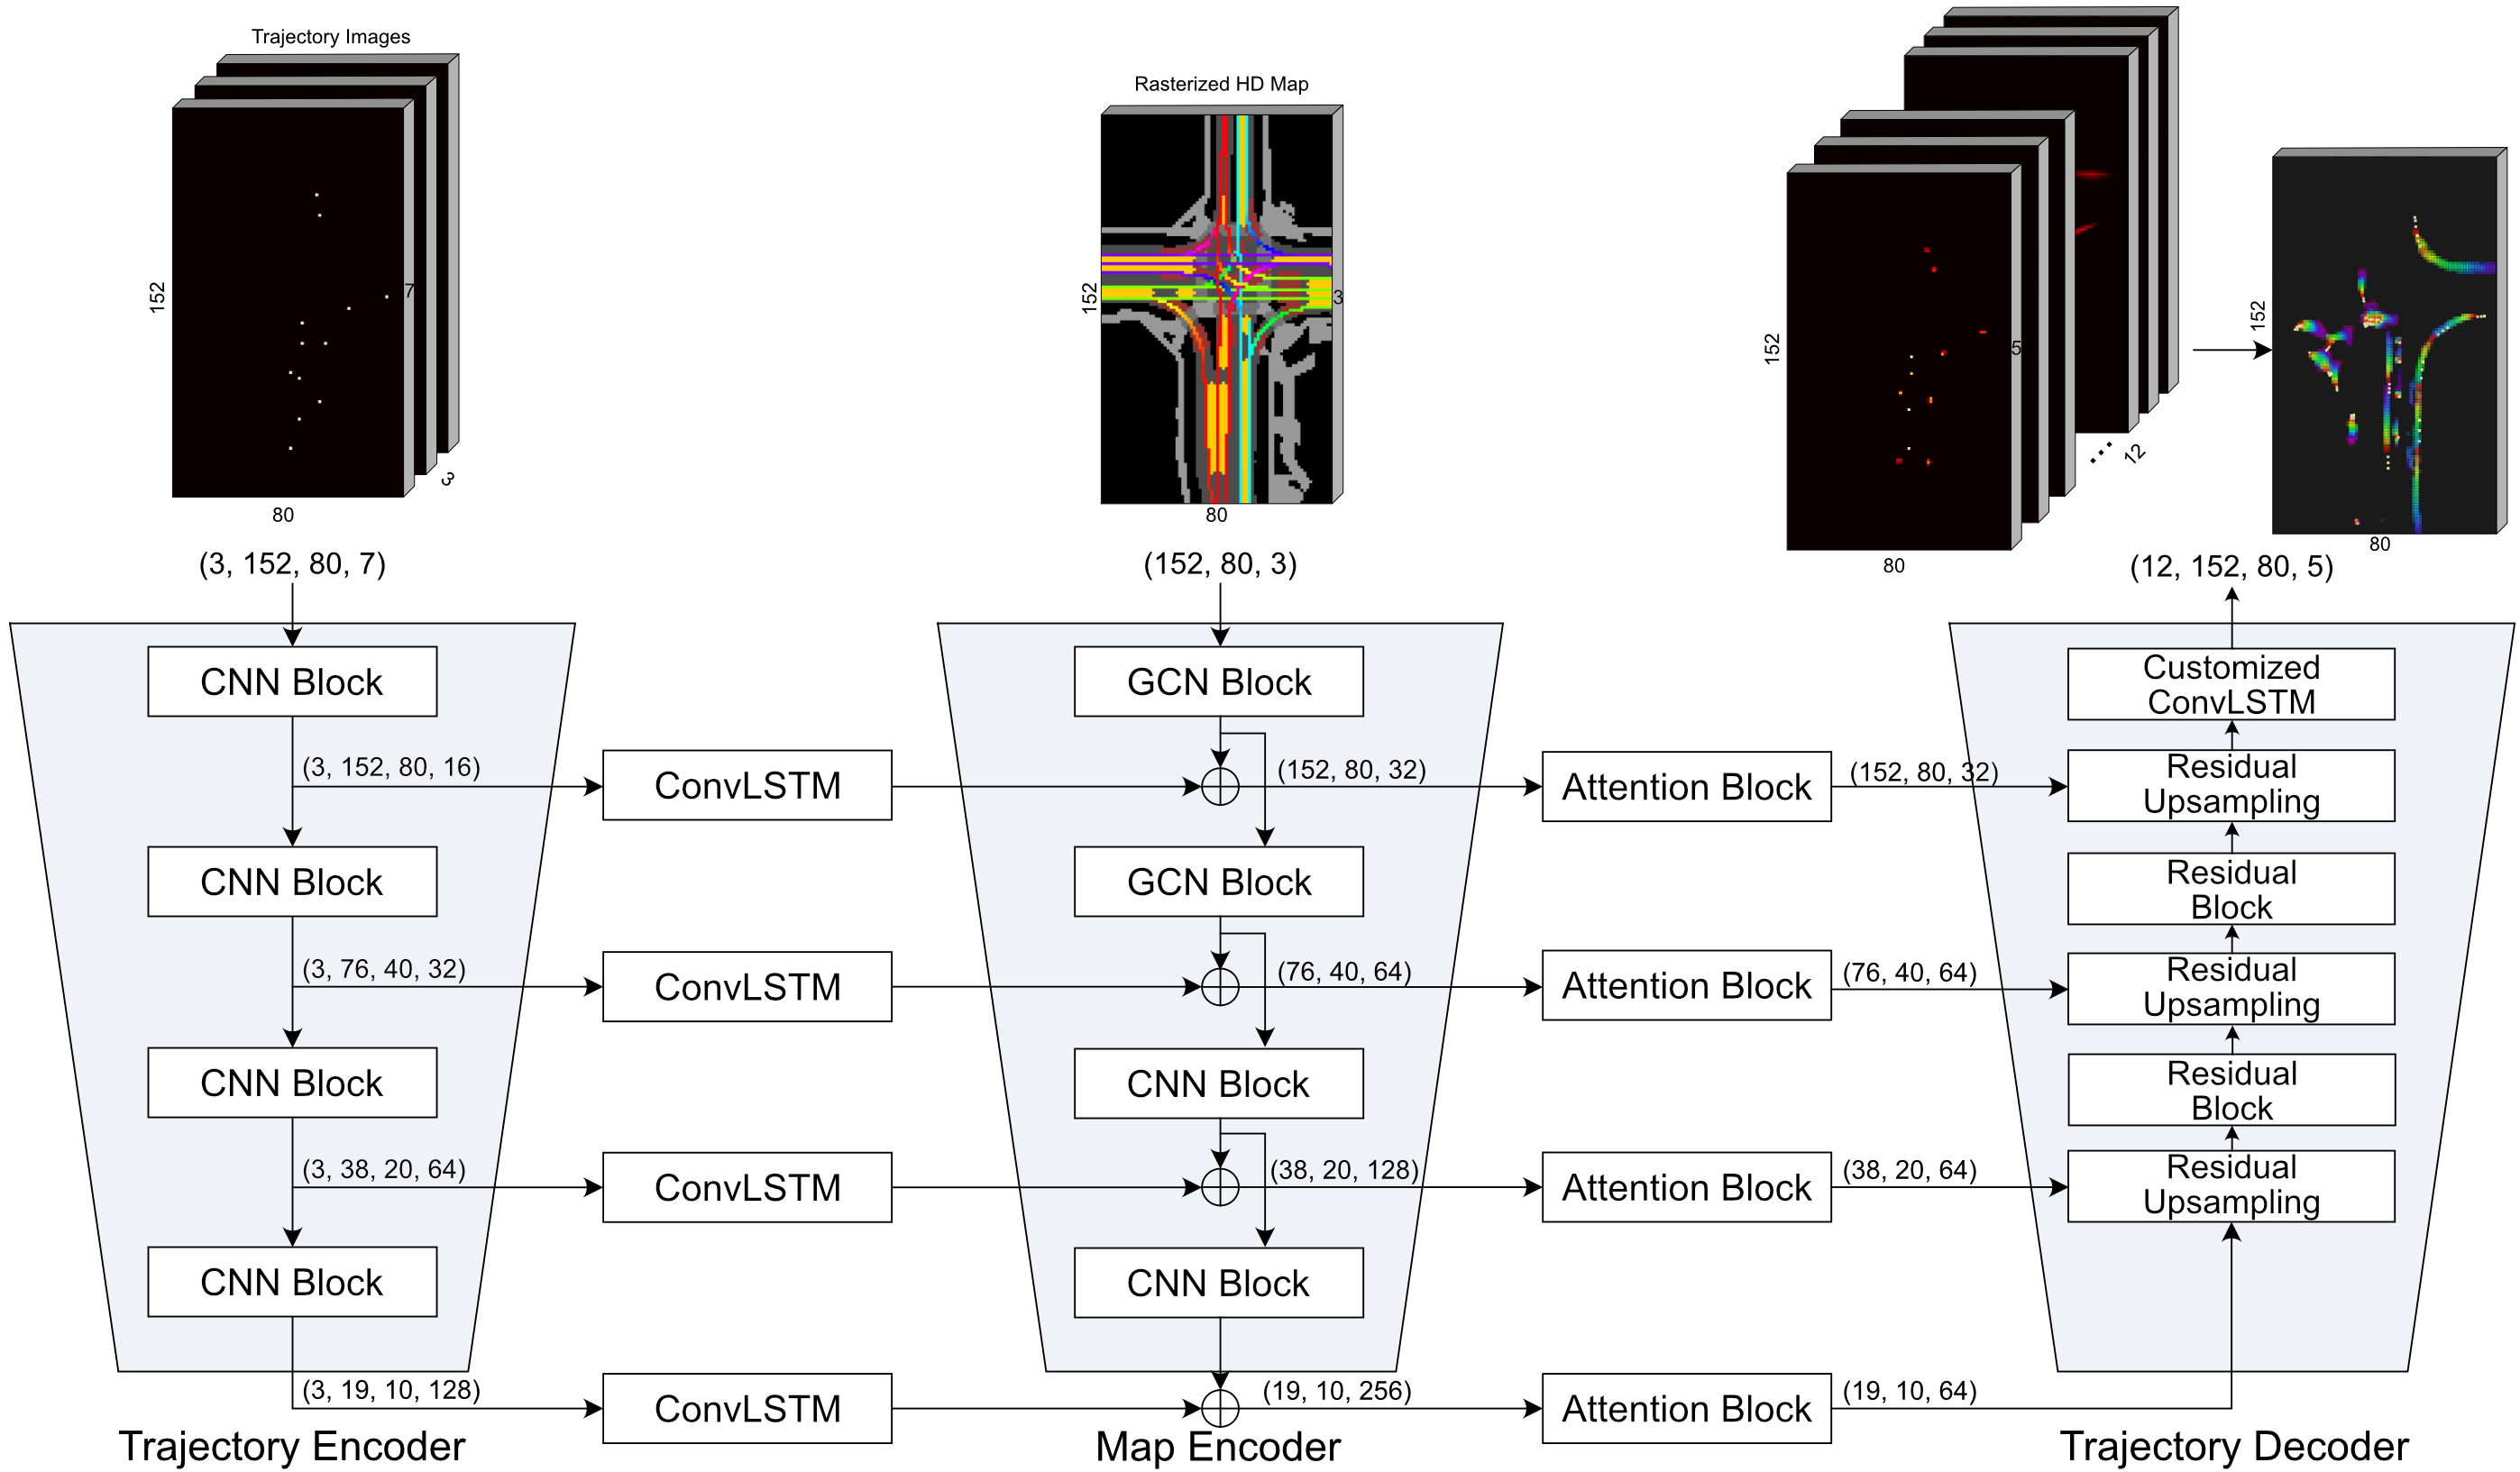 Trajectory Images
152
7
3
80
Rasterized HD Map
152
3
80
152
5
12
80
152
80
(3, 152, 80, 7)
(152, 80, 3)
(12, 152, 80, 5)
CNN Block
(3, 152, 80, 16)
CNN Block
(3, 76, 40, 32)
CNN Block
(3, 38, 20, 64)
CNN Block
(3, 19, 10, 128)
Trajectory Encoder
ConvLSTM
ConvLSTM
ConvLSTM
ConvLSTM
GCN Block
(152, 80, 32)
GCN Block
(76, 40, 64)
CNN Block
(38, 20, 128)
CNN Block
(19, 10, 256)
Map Encoder
Attention Block
(152, 80, 32)
Attention Block
(76, 40, 64)
Attention Block
(38, 20, 64)
Attention Block
(19, 10, 64)
Customized
ConvLSTM
Residual
Upsampling
Residual
Block
Residual
Upsampling
Residual
Block
Residual
Upsampling
Trajectory Decoder